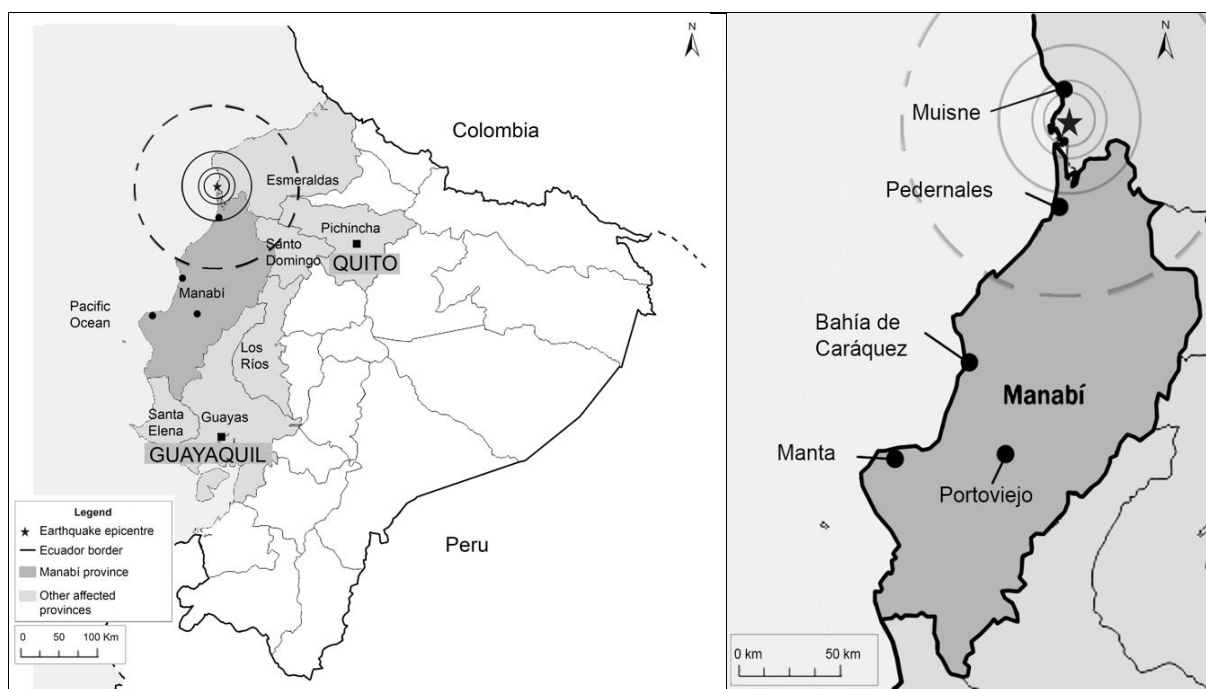 N
Colombia
Esmeraldas
Pichincha
Santo
Domingo
QUITO
Manabí
Pacific
Ocean
Los
Ríos
Santa
Elena
Guayas
GUAYAQUIL
Peru
Legend
Earthquake epicentre
Ecuador border
Manabí province
Other affected
provinces
0 50 100 Km
N
Muisne
Pedernales
Bahía de
Caráquez
Manabí
Manta
Portoviejo
0 km 50 km